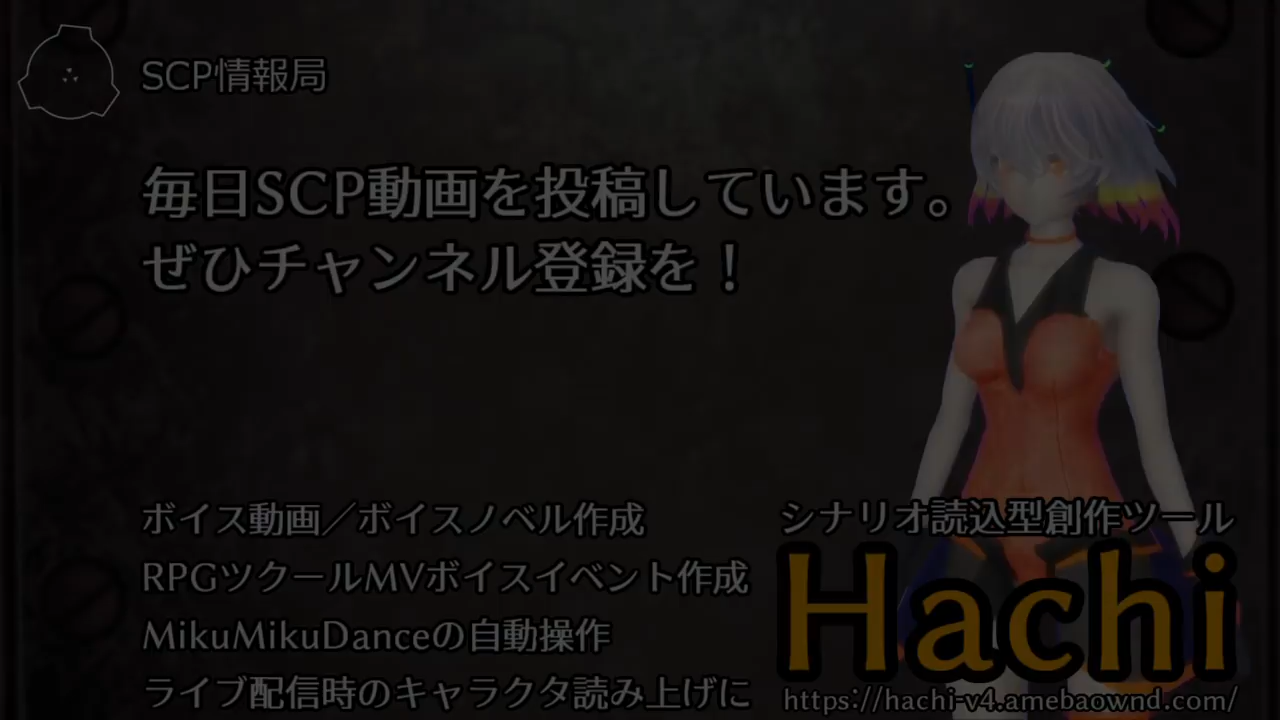 SCP情報局
毎日SCP動画を投稿しています。
ぜひチャンネル登録を！
ボイス動画／ボイスノベル作成
RPGツクールMVボイスイベント作成
MikuMikuDanceの自動操作
ライブ配信時のキャラクタ読み上げに
シナリオ読込型創作ツール
Hachi
https://hachi-v4.amebaownd.com/